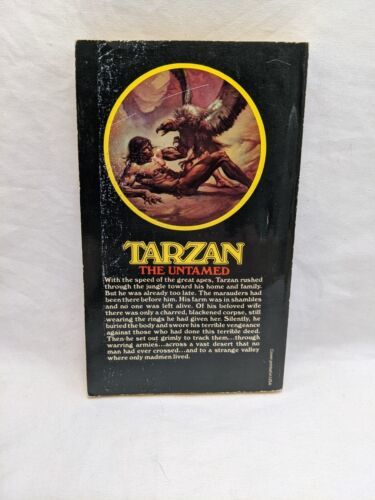 TARZAN
THE UNTAMED
With the speed of the great apes, Tarzan rushed
through the jungle toward his home and family.
But he was already too late. The marauders had
been there before him. His farm was in shambles
and no one was left alive. Of his beloved wife
there was only a charred, blackened corpse, still
wearing the rings he had given her. Silently, he
buried the body and swore his terrible vengeance
against those who had done this terrible deed.
Then he set out grimly to track them...through
warring armies...across a vast desert that no
man had ever crossed...and to a strange valley
where only madmen lived.
Cover printed in USA